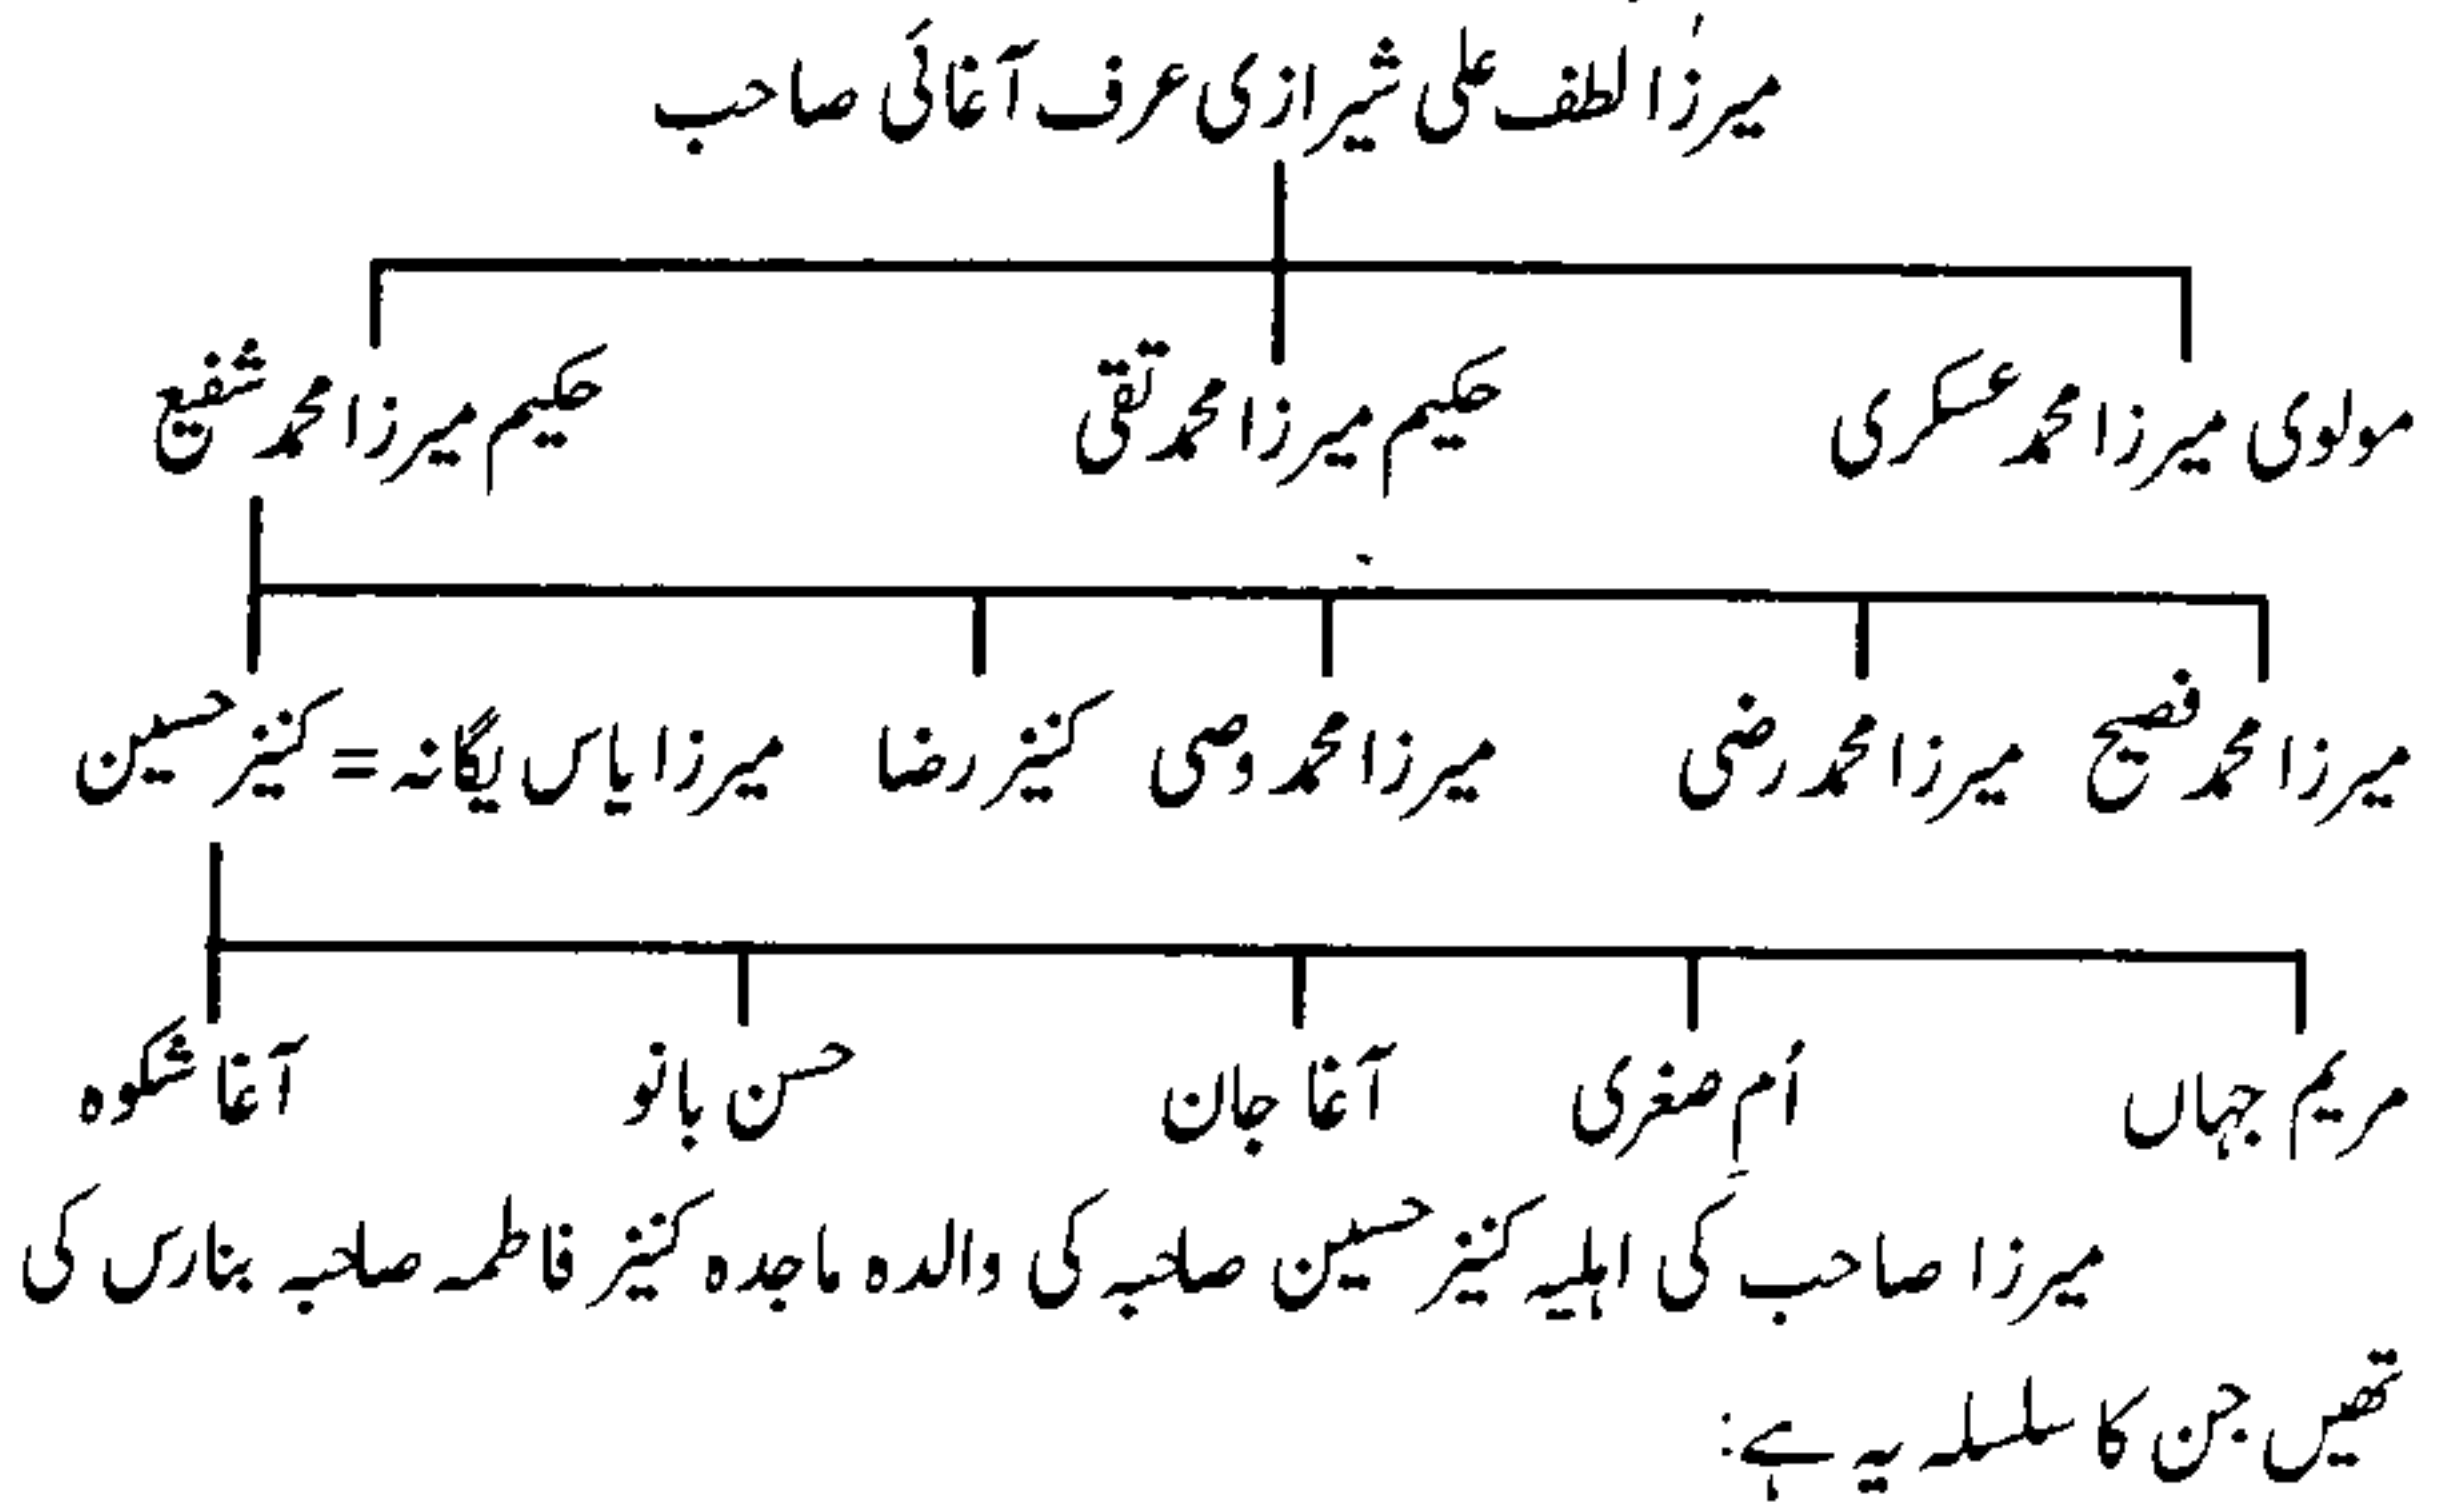 میرزا لطف علی شیرازی عرف آغائی صاحب
مولوی میرزا محمد عسکری حکیم میرزا محمد تقی حکیم میرزا محمد شفیع
میرزا محمد فصیح میرزا محمد رضی میرزا محمد وصی کنیز رضا میرزا یاس یگانہ = کنیز حسین
مریم جہاں اُم صغریٰ آغا جان حسن بانو آغا شکوہ
میرزا صاحب کی اہلیہ کنیز حسین صاحبہ کی والدہ ماجدہ کنیز فاطمہ صاحبہ بنارس کی
تھیں جن کا سلسلہ یہ ہے: